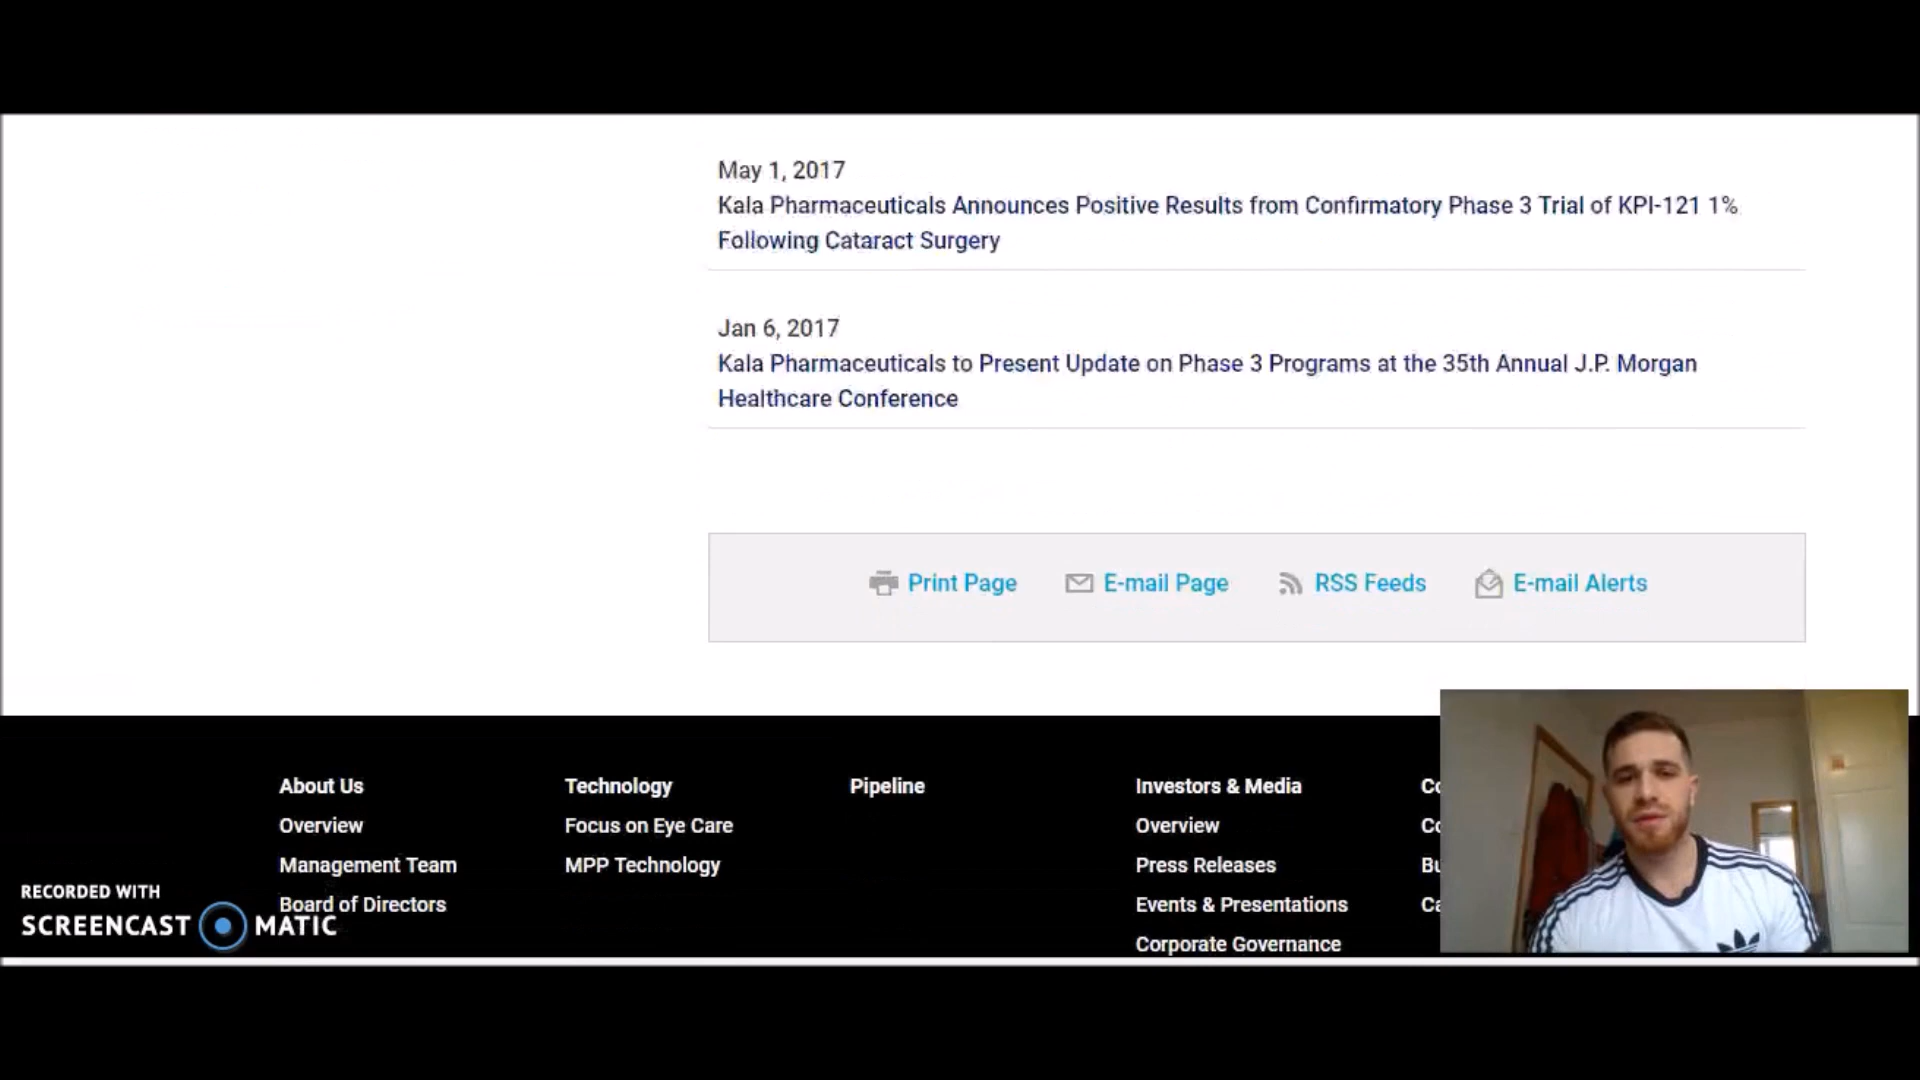 May 1, 2017
Kala Pharmaceuticals Announces Positive Results from Confirmatory Phase 3 Trial of KPI-121 1%
Following Cataract Surgery
Jan 6, 2017
Kala Pharmaceuticals to Present Update on Phase 3 Programs at the 35th Annual J.P. Morgan
Healthcare Conference
Print Page
E-mail Page
RSS Feeds
E-mail Alerts
About Us
Overview
Management Team
Board of Directors
Technology
Focus on Eye Care
MPP Technology
Pipeline
Investors & Media
Overview
Press Releases
Events & Presentations
Corporate Governance
RECORDED WITH
SCREENCAST MATIC